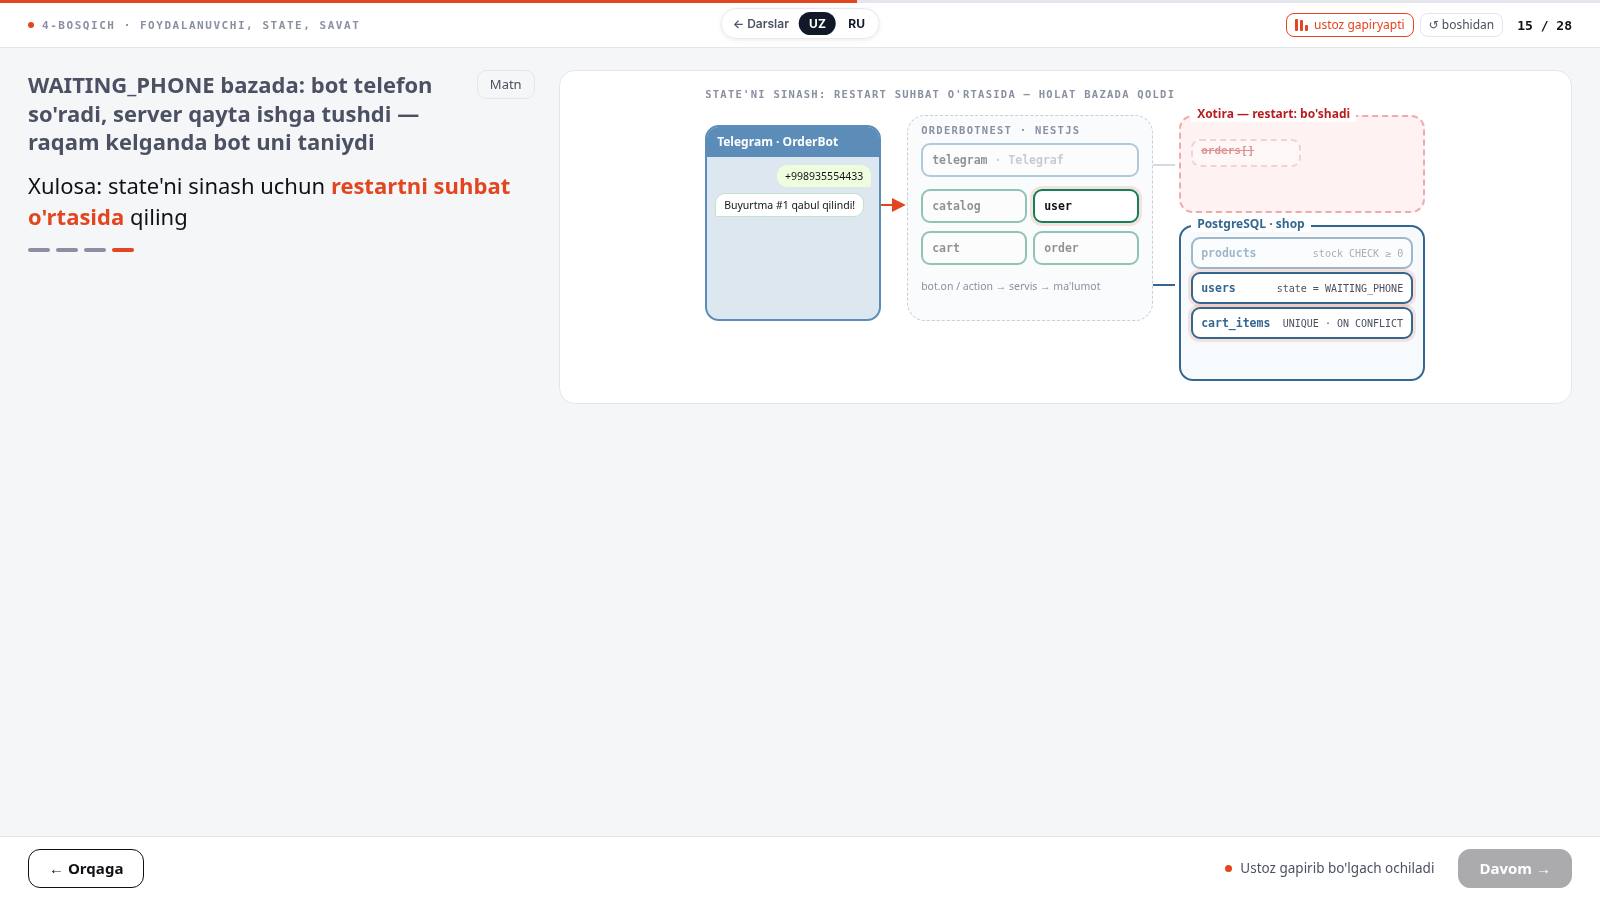 4-BOSQICH · FOYDALANUVCHI, STATE, SAVAT
← Darslar UZ RU
ustoz gapiryapti
↺ boshidan
15 / 28
WAITING_PHONE bazada: bot telefon
so'radi, server qayta ishga tushdi —
raqam kelganda bot uni taniydi
Matn
Xulosa: state'ni sinash uchun restartni suhbat
o'rtasida qiling
STATE'NI SINASH: RESTART SUHBAT O'RTASIDA — HOLAT BAZADA QOLDI
Telegram · OrderBot
+998935554433
Buyurtma #1 qabul qilindi!
ORDERBOTNEST · NESTJS
telegram · Telegraf
catalog
user
cart
order
bot.on / action → servis → ma'lumot
Xotira — restart: bo'shadi
orders[]
PostgreSQL · shop
products stock CHECK ≥ 0
users state = WAITING_PHONE
cart_items UNIQUE · ON CONFLICT
← Orqaga
Ustoz gapirib bo'lgach ochiladi
Davom →